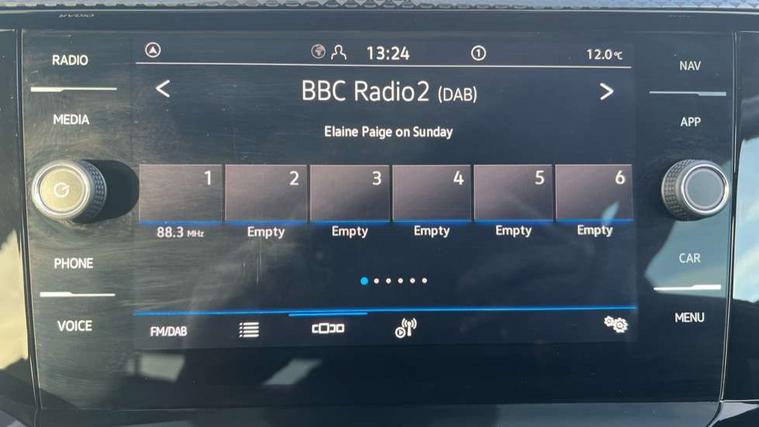 RADIO
MEDIA
PHONE
VOICE
13:24
1
12.0°C
BBC Radio2 (DAB)
Elaine Paige on Sunday
1 2 3 4 5 6
88.3 MHz Empty Empty Empty Empty Empty
FM/DAB
NAV
APP
CAR
MENU